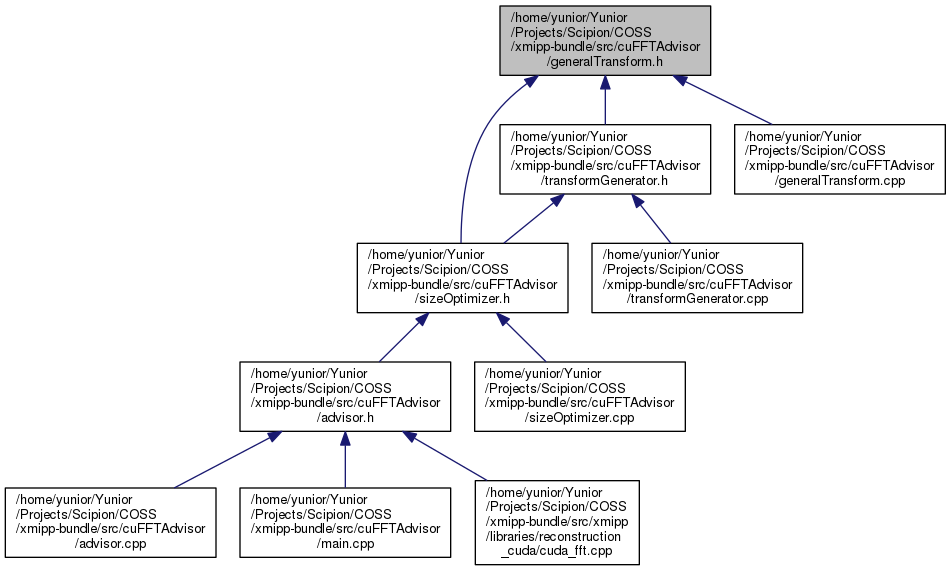 /home/yunior/Yunior
/Projects/Scipion/COSS
/xmipp-bundle/src/cuFFTAdvisor
/generalTransform.h
/home/yunior/Yunior
/Projects/Scipion/COSS
/xmipp-bundle/src/cuFFTAdvisor
/transformGenerator.h
/home/yunior/Yunior
/Projects/Scipion/COSS
/xmipp-bundle/src/cuFFTAdvisor
/generalTransform.cpp
/home/yunior/Yunior
/Projects/Scipion/COSS
/xmipp-bundle/src/cuFFTAdvisor
/sizeOptimizer.h
/home/yunior/Yunior
/Projects/Scipion/COSS
/xmipp-bundle/src/cuFFTAdvisor
/transformGenerator.cpp
/home/yunior/Yunior
/Projects/Scipion/COSS
/xmipp-bundle/src/cuFFTAdvisor
/advisor.h
/home/yunior/Yunior
/Projects/Scipion/COSS
/xmipp-bundle/src/cuFFTAdvisor
/sizeOptimizer.cpp
/home/yunior/Yunior
/Projects/Scipion/COSS
/xmipp-bundle/src/cuFFTAdvisor
/advisor.cpp
/home/yunior/Yunior
/Projects/Scipion/COSS
/xmipp-bundle/src/cuFFTAdvisor
/main.cpp
/home/yunior/Yunior
/Projects/Scipion/COSS
/xmipp-bundle/src/xmipp
/libraries/reconstruction
_cuda/cuda_fft.cpp